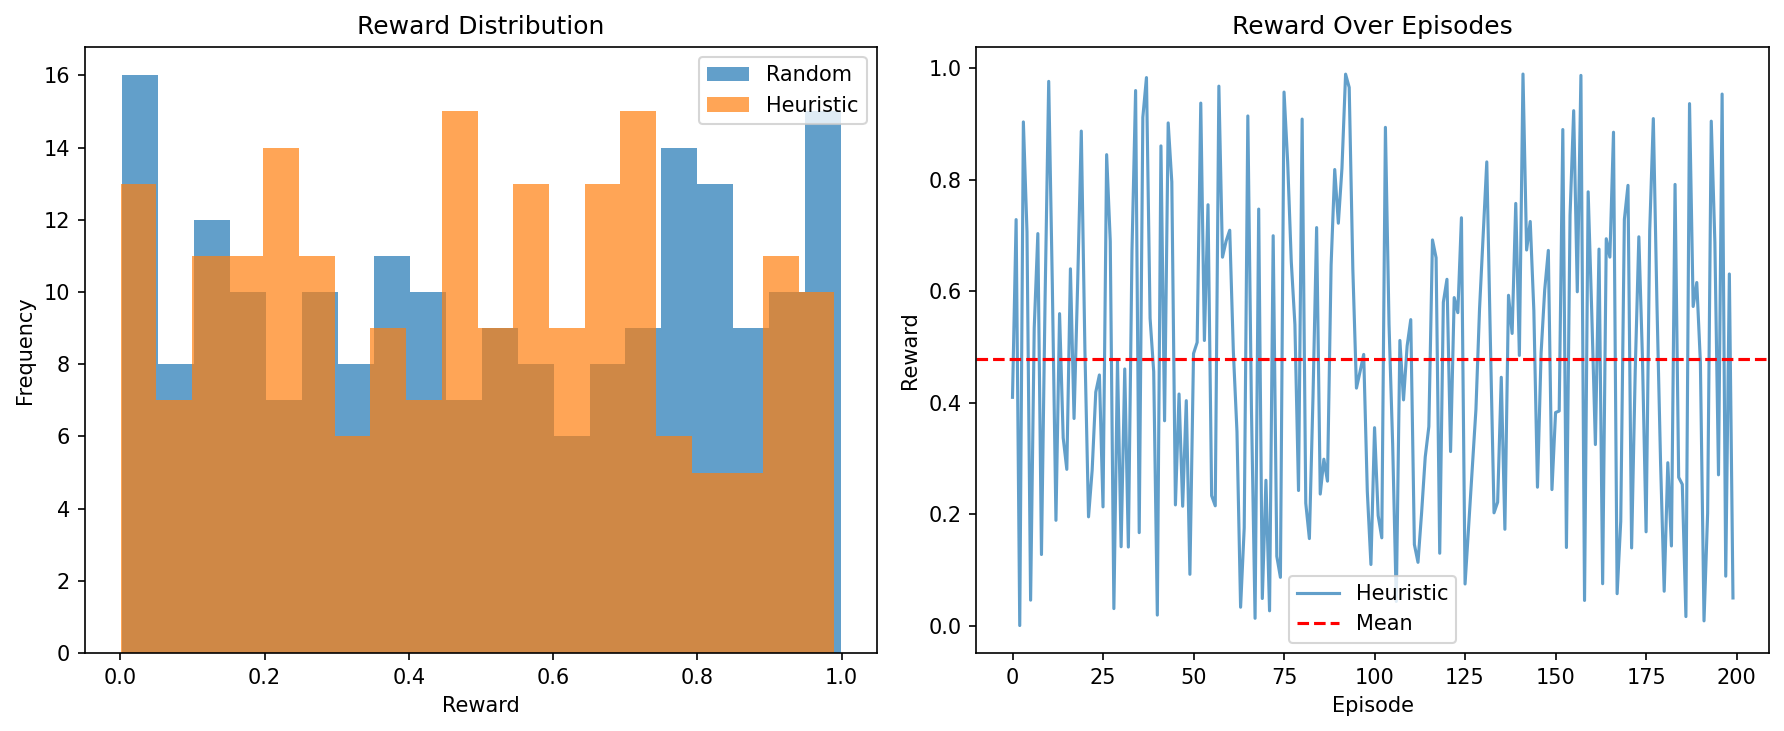 Reward Distribution
16
14
12
10
8
6
4
2
0
Frequency
Random
Heuristic
0.0 0.2 0.4 0.6 0.8 1.0
Reward
Reward Over Episodes
1.0
0.8
0.6
0.4
0.2
0.0
Reward
Heuristic
Mean
0 25 50 75 100 125 150 175 200
Episode